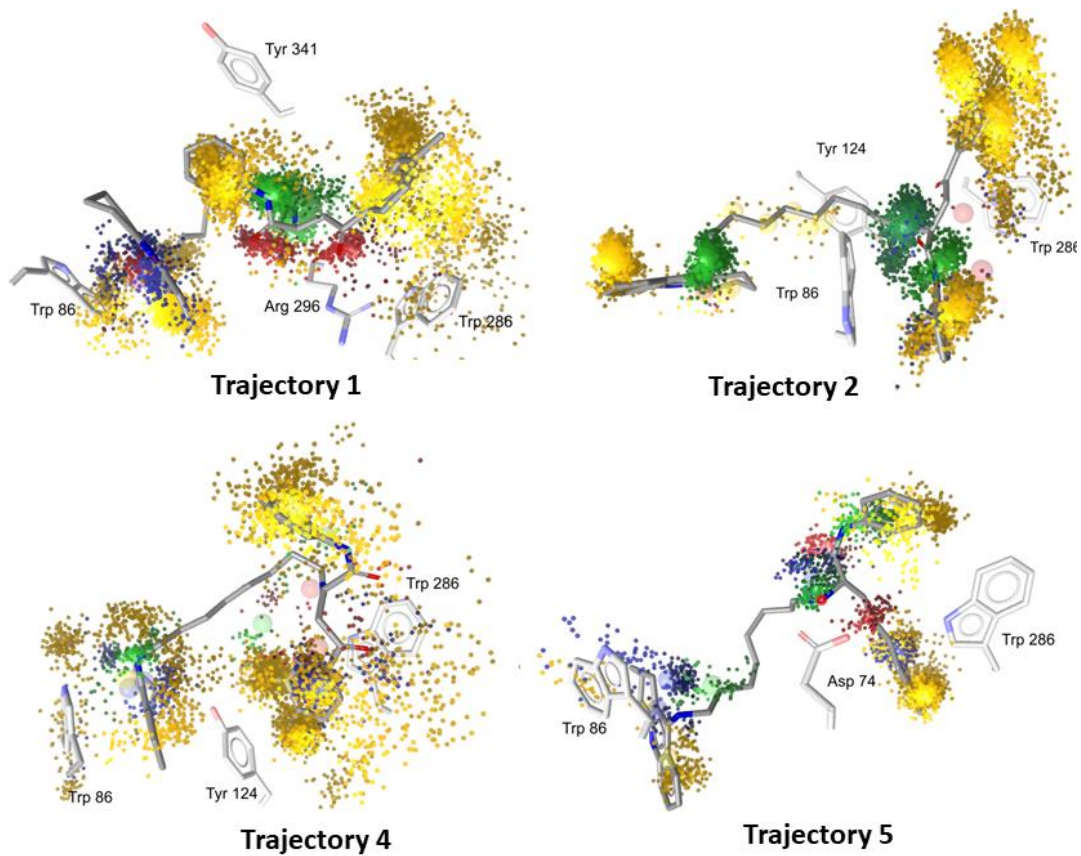 Tyr 341
Trp 86
Arg 296
Trp 286
Trajectory 1
Tyr 124
Trp 286
Trp 86
Trajectory 2
Trp 286
Trp 86
Tyr 124
Trajectory 4
Trp 286
Asp 74
Trp 86
Trajectory 5